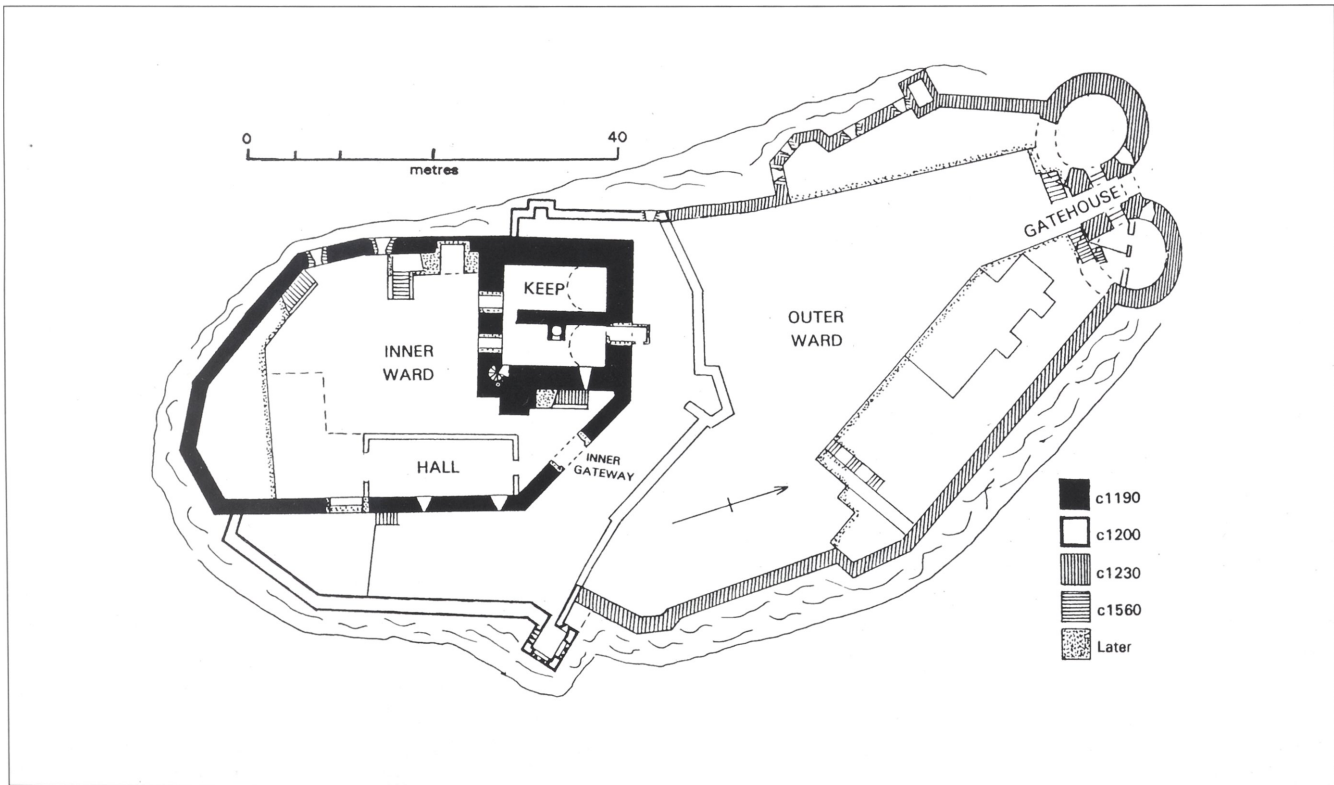 0 40
metres
GATEHOUSE
KEEP
OUTER
WARD
INNER
WARD
HALL
INNER
GATEWAY
c1190
c1200
c1230
c1560
Later